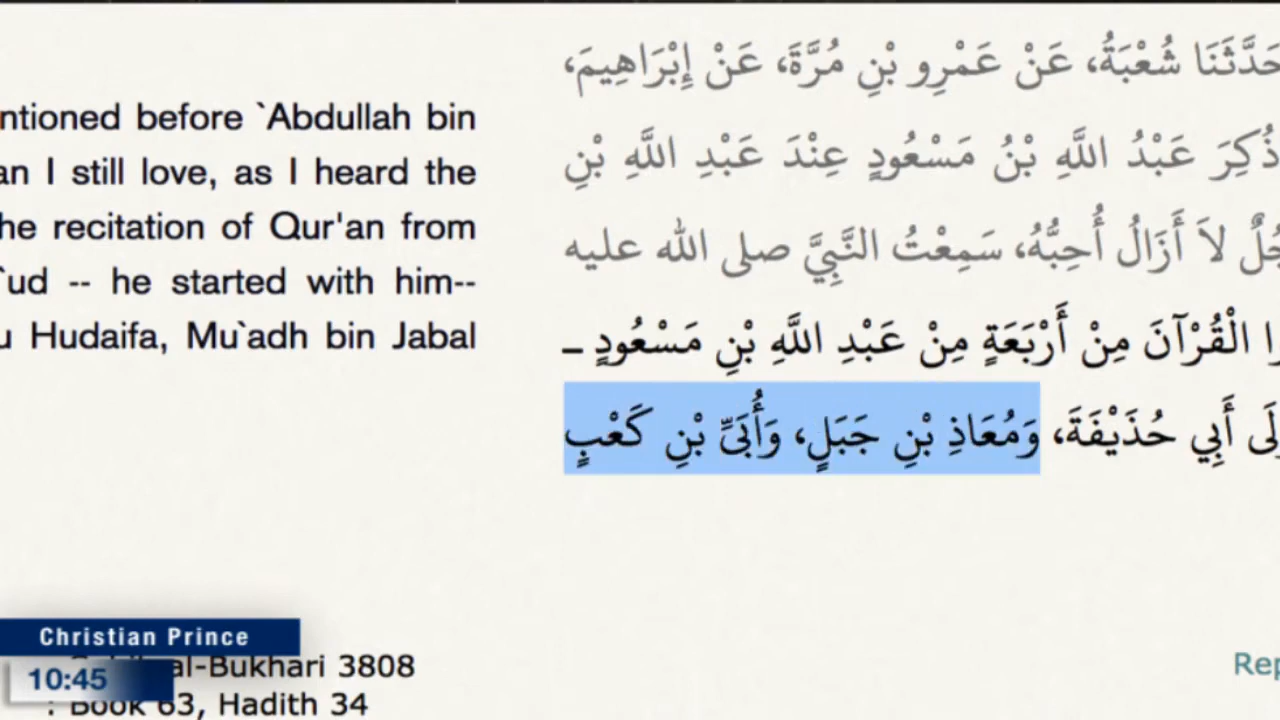 ntioned before `Abdullah bin
an I still love, as I heard the
he recitation of Qur'an from
`ud -- he started with him--
u Hudaifa, Mu`adh bin Jabal
حَدَّثَنَا شُعْبَةُ، عَنْ عَمْرِو بْنِ مُرَّةَ، عَنْ إِبْرَاهِيمَ،
ذُكِرَ عَبْدُ اللَّهِ بْنُ مَسْعُودٍ عِنْدَ عَبْدِ اللَّهِ بْنِ
جُلٌ لاَ أَزَالُ أُحِبُّهُ، سَمِعْتُ النَّبِيَّ صلى الله عليه
وا الْقُرْآنَ مِنْ أَرْبَعَةٍ مِنْ عَبْدِ اللَّهِ بْنِ مَسْعُودٍ ـ
لَى أَبِي حُذَيْفَةَ، وَمُعَاذِ بْنِ جَبَلٍ، وَأُبَىِّ بْنِ كَعْبٍ
Christian Prince
al-Bukhari 3808
10:45
: Book 63, Hadith 34
Rep